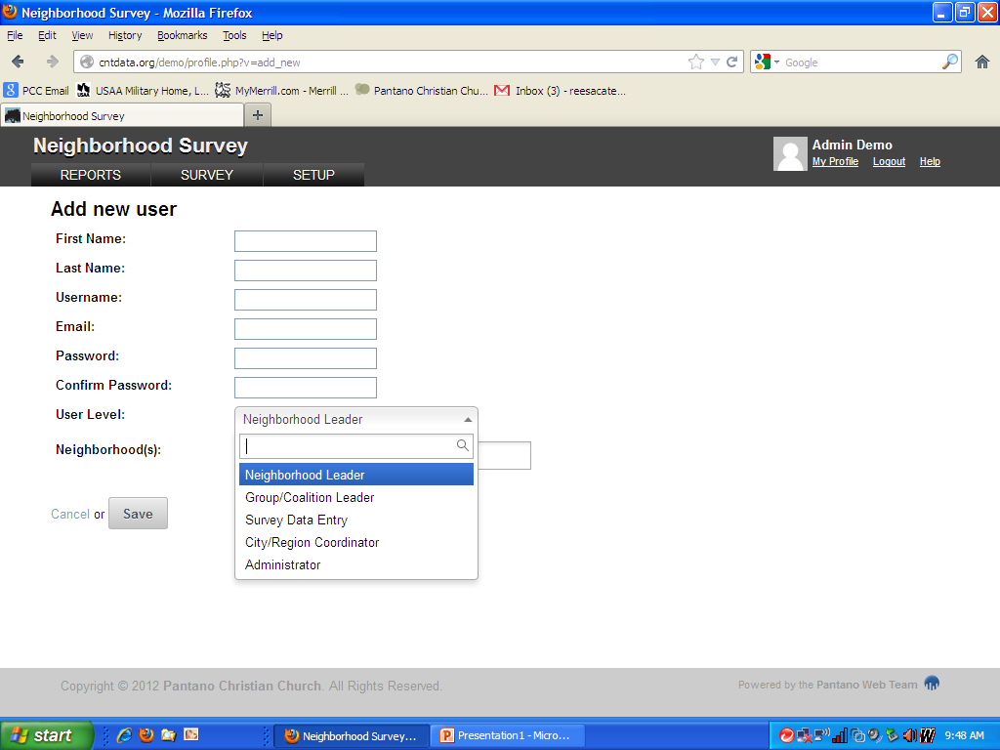 Neighborhood Survey - Mozilla Firefox
File Edit View History Bookmarks Tools Help
cntdata.org/demo/profile.php?v=add_new
Google
PCC Email USAA Military Home, L... MyMerrill.com - Merrill ... Pantano Christian Chu... Inbox (3) - reesacate...
Neighborhood Survey
Neighborhood Survey
Admin Demo
My Profile Logout Help
REPORTS SURVEY SETUP
Add new user
First Name:
Last Name:
Username:
Email:
Password:
Confirm Password:
User Level: Neighborhood Leader
Neighborhood(s):
Neighborhood Leader
Group/Coalition Leader
Survey Data Entry
City/Region Coordinator
Administrator
Cancel or Save
Copyright © 2012 Pantano Christian Church. All Rights Reserved.
Powered by the Pantano Web Team
start Neighborhood Survey... Presentation1 - Micro... 9:48 AM